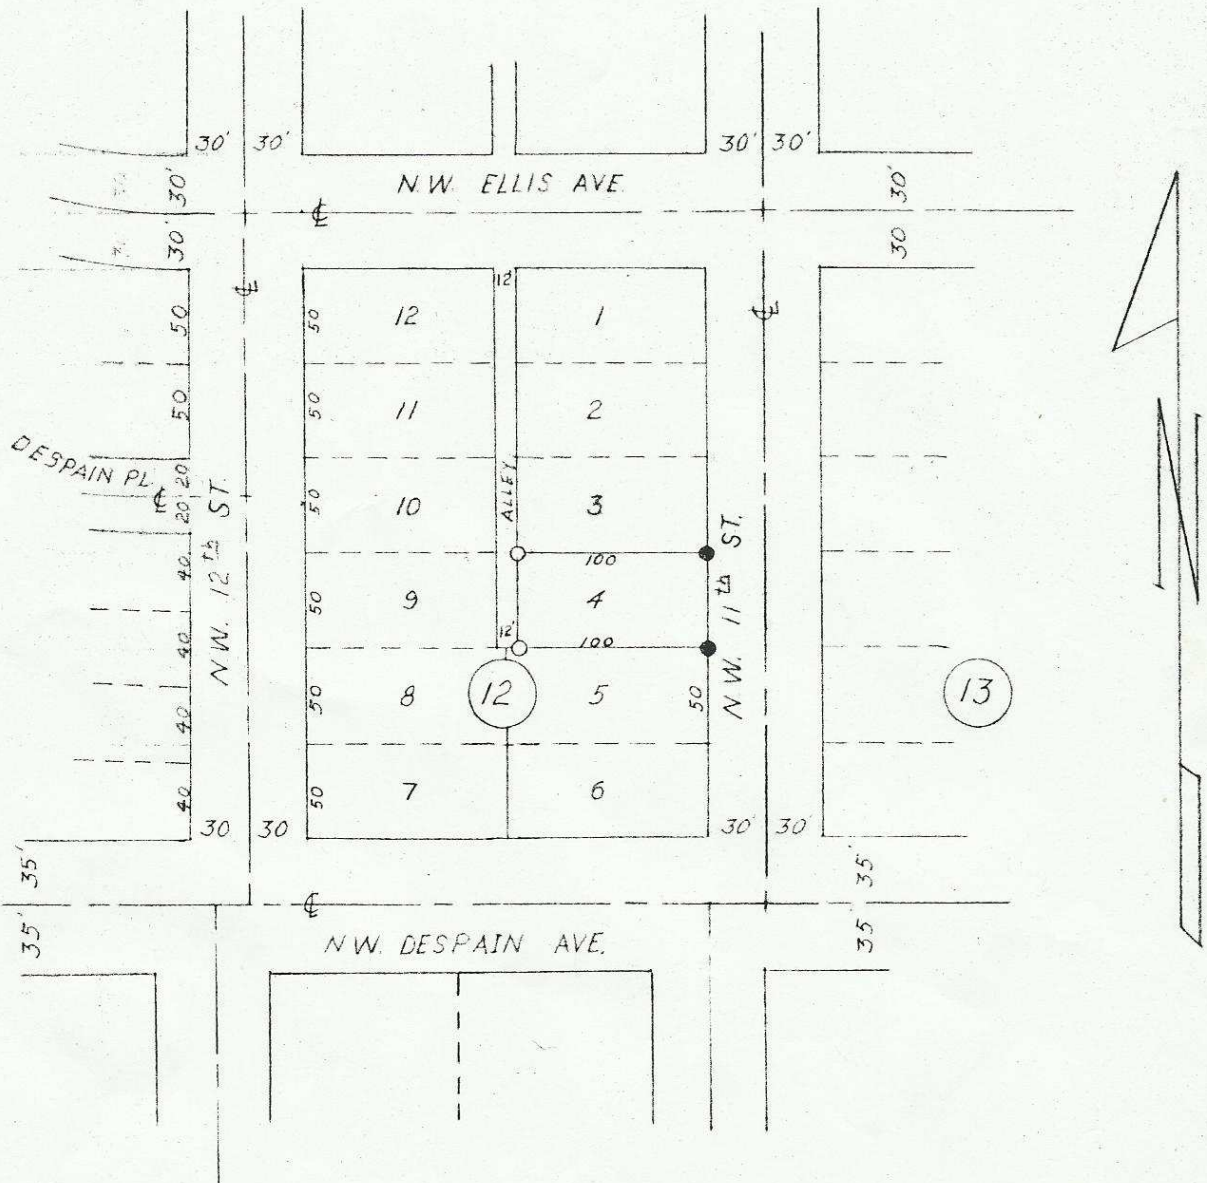 30' 30' 30' 30'
30' N.W. ELLIS AVE. 30'
30' 30
12'
50 50 12 1
50 50 11 2
DESPAIN PL.
20 20
50 10 ALLEY 3
N.W. 12th ST.
N.W. 11th ST.
40 100
50 9 4
40 12' 100
50 8 12 5 50 13
40
40 50 7 6
30 30 30' 30'
35' 35'
35' 35'
N.W. DESPAIN AVE.
N